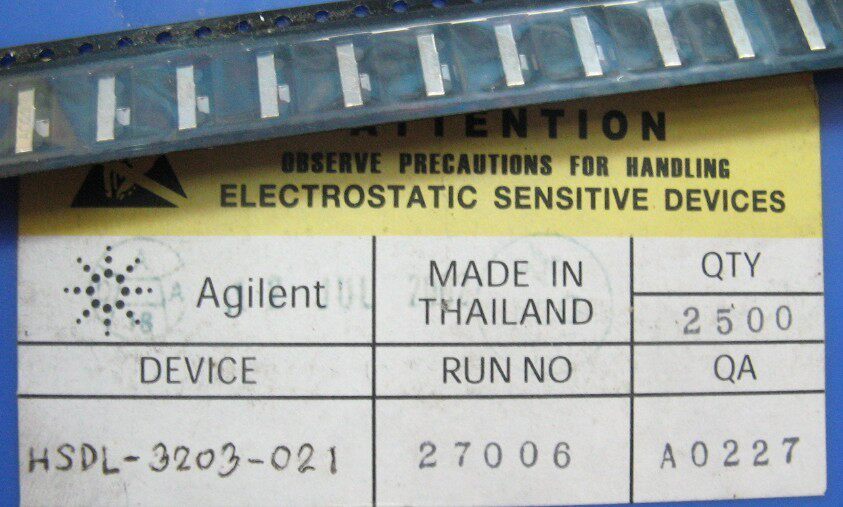 ATTENTION
OBSERVE PRECAUTIONS FOR HANDLING
ELECTROSTATIC SENSITIVE DEVICES
Agilent
MADE IN
THAILAND
QTY
2500
DEVICE
RUN NO
QA
HSDL-3203-021
27006
A0227